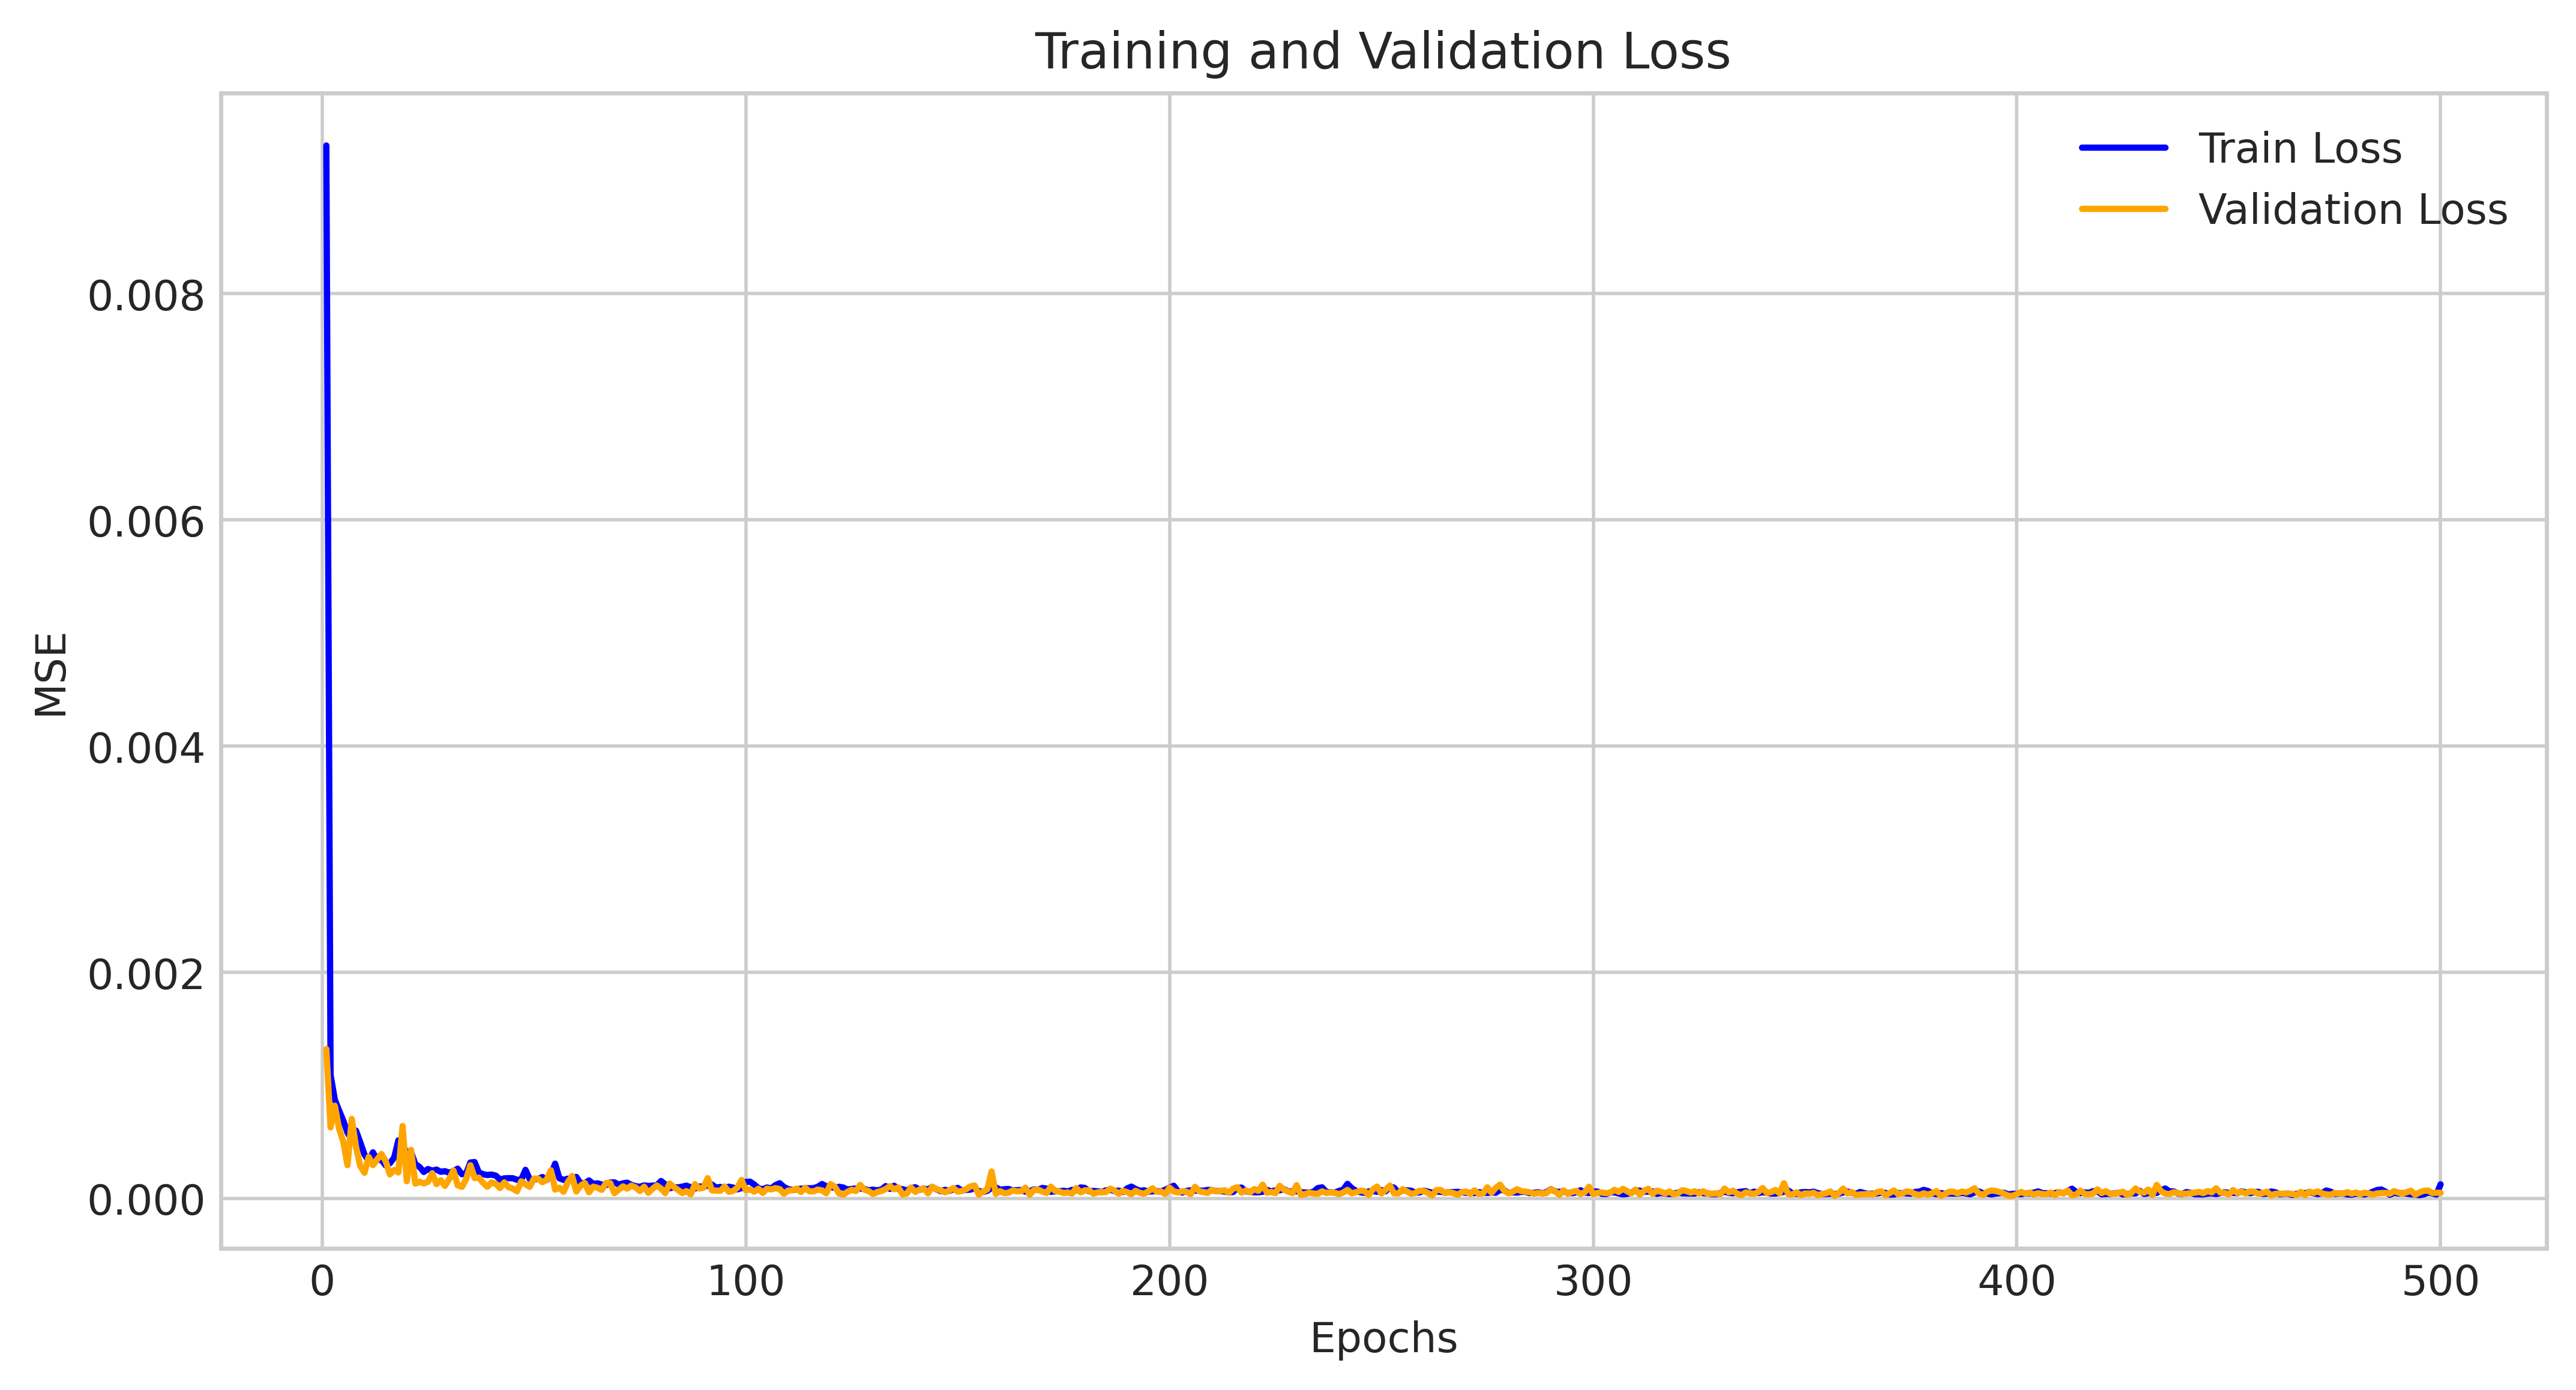 Training and Validation Loss
Train Loss
Validation Loss
0.008
0.006
0.004
0.002
0.000
MSE
0 100 200 300 400 500
Epochs